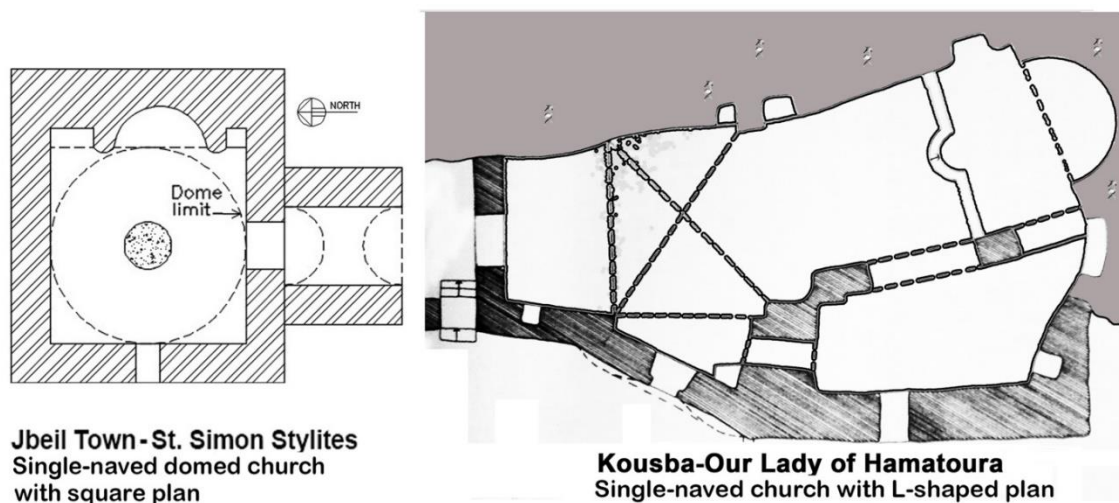 NORTH
Dome
limit
Jbeil Town-St. Simon Stylites
Single-naved domed church
with square plan
Kousba-Our Lady of Hamatoura
Single-naved church with L-shaped plan